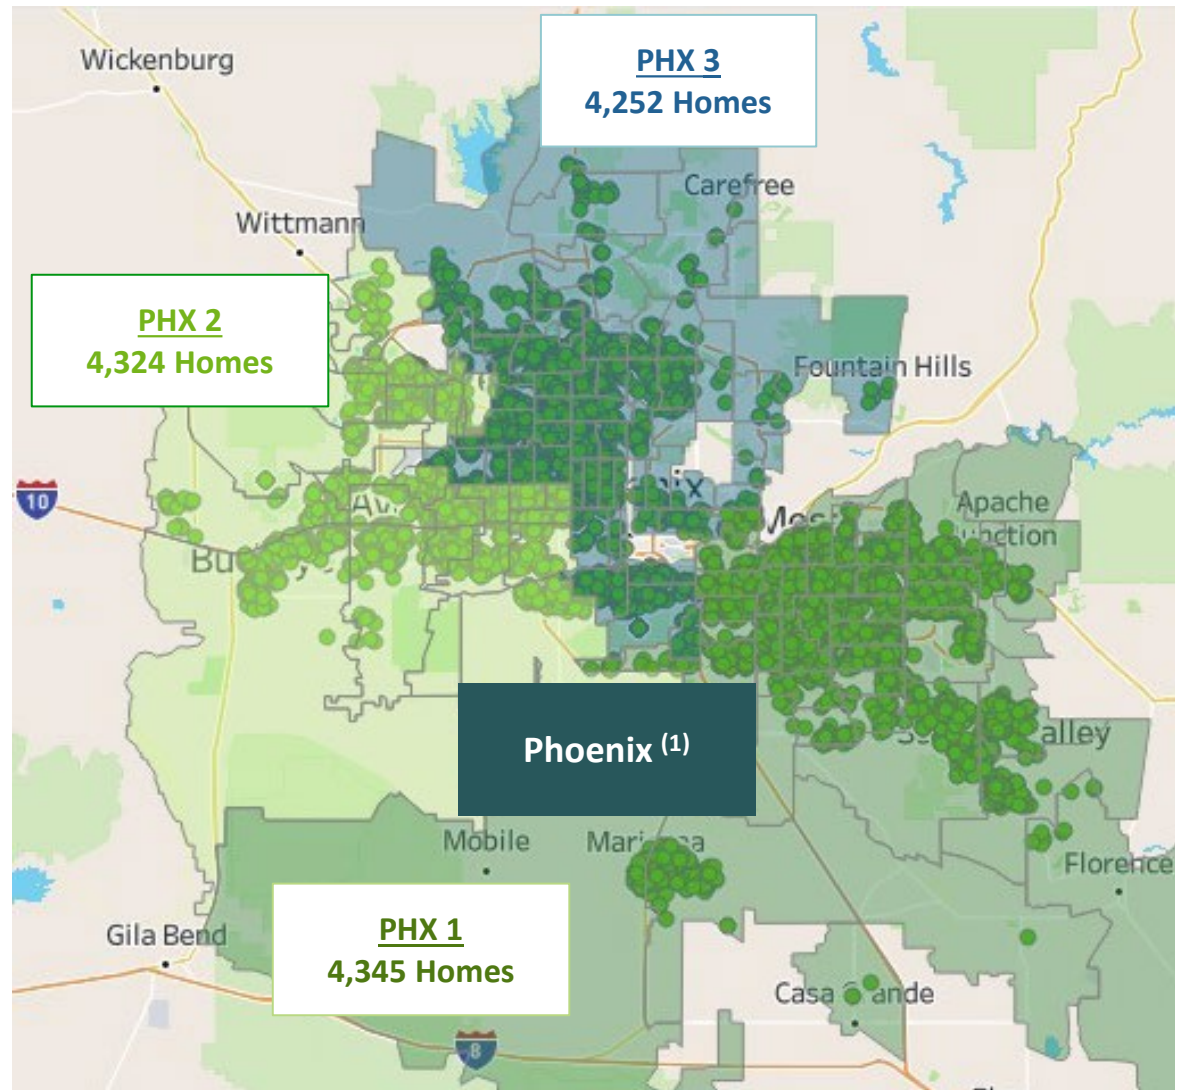 PHX 3
4,252 Homes
Wickenburg
Carefree
Wittmann
PHX 2
4,324 Homes
Fountain Hills
10
Apache
Phoenix (1)
Mobile
Florence
PHX 1
4,345 Homes
Gila Bend
8